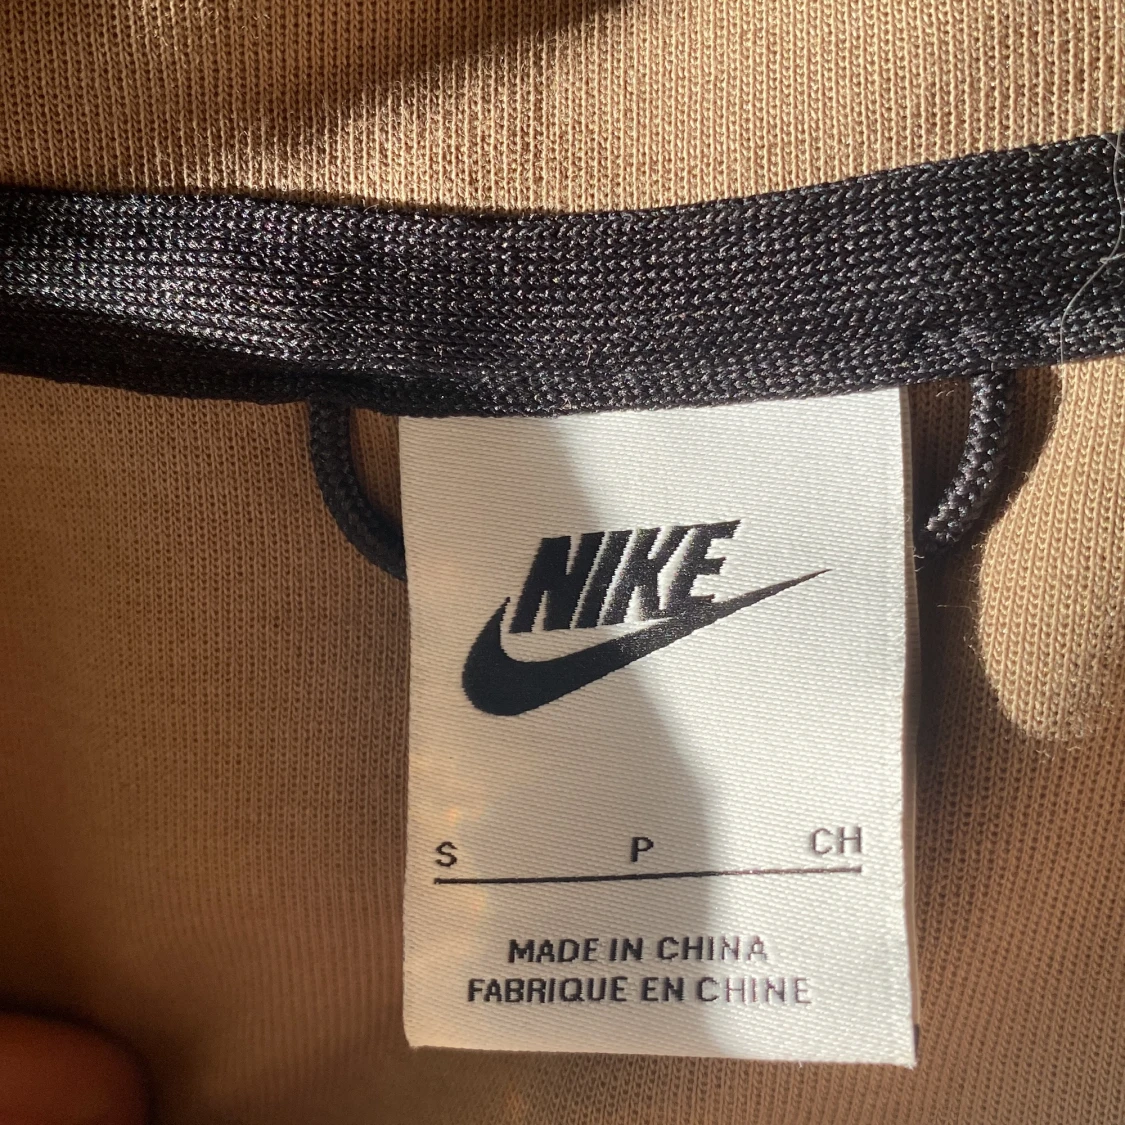 NIKE
S P CH
MADE IN CHINA
FABRIQUE EN CHINE